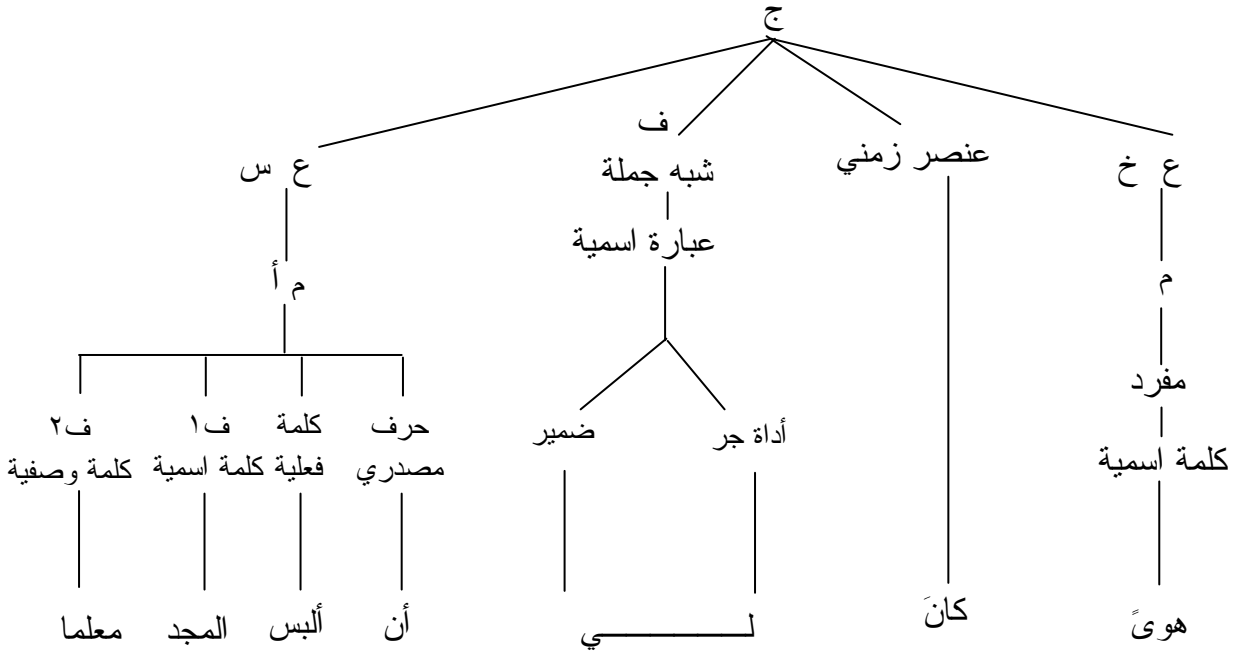 ج
ع خ
عنصر زمني
ف
شبه جملة
ع س
عبارة اسمية
م
م أ
مفرد
كلمة اسمية
أداة جر
ضمير
حرف
مصدري
كلمة
فعلية
ف١
كلمة اسمية
ف٢
كلمة وصفية
هوىً
كانَ
لـــــــي
أن
ألبس
المجد
معلما